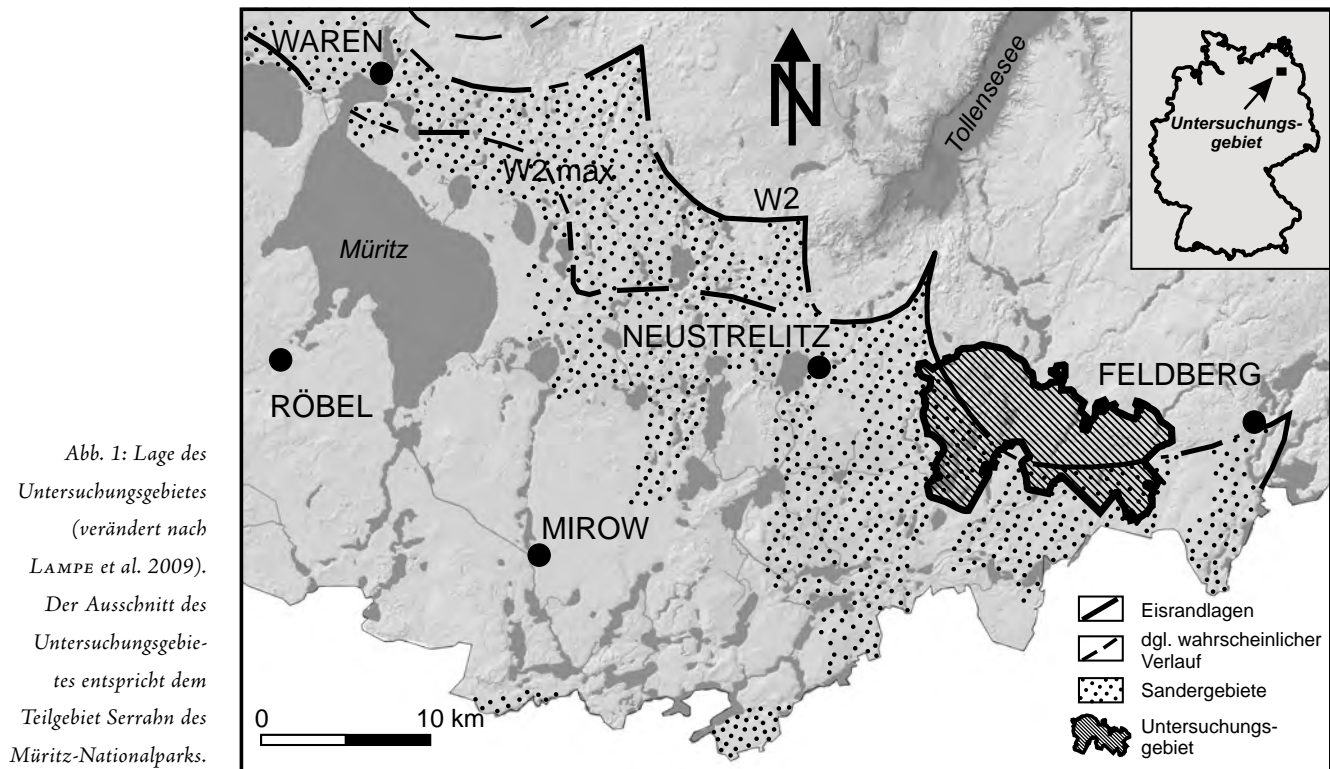 WAREN
N
Tollensesee
Untersuchungs-
gebiet
W2 max
W2
Müritz
NEUSTRELITZ
FELDBERG
RÖBEL
MIROW
Abb. 1: Lage des
Untersuchungsgebietes
(verändert nach
LAMPE et al. 2009).
Der Ausschnitt des
Untersuchungsgebie-
tes entspricht dem
Teilgebiet Serrahn des
Müritz-Nationalparks.
0 10 km
Eisrandlagen
dgl. wahrscheinlicher
Verlauf
Sandergebiete
Untersuchungs-
gebiet